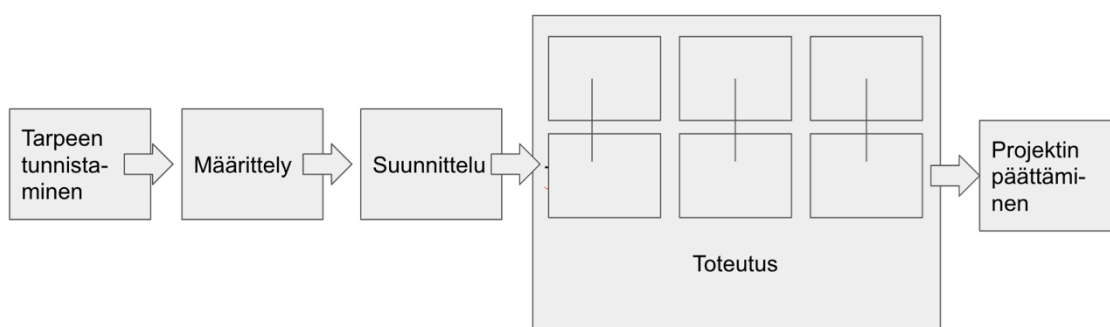 Tarpeen
tunnista-
minen
Määrittely
Suunnittelu
Toteutus
Projektin
päättämi-
nen